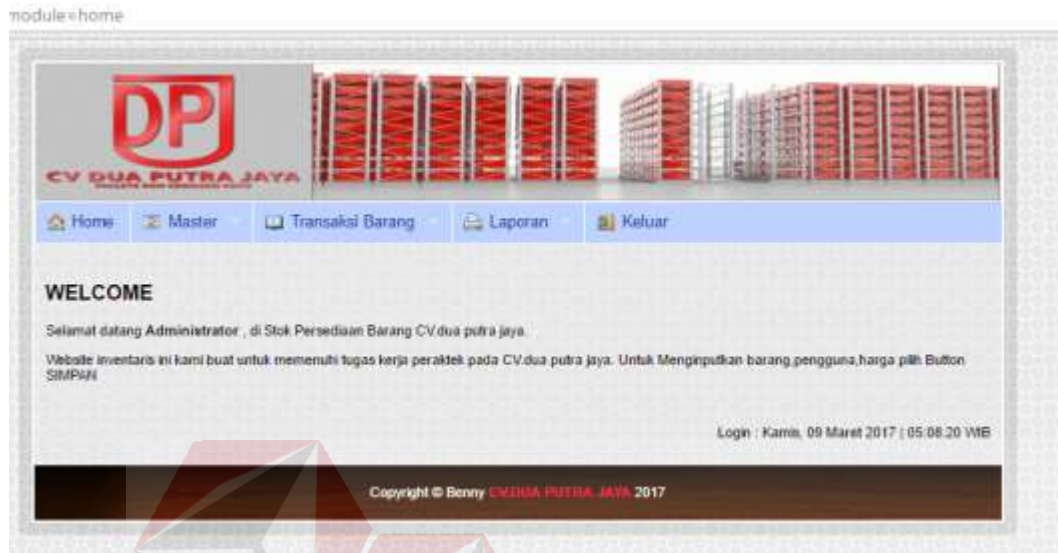 module=home
DPJ
CV DUA PUTRA JAYA
Home Master Transaksi Barang Laporan Keluar
WELCOME
Selamat datang Administrator , di Stok Persediaan Barang CV.dua putra jaya.
Website inventaris ini kami buat untuk memenuhi tugas kerja peraktek pada CV.dua putra jaya. Untuk Menginputkan barang,pengguna,harga pilih Button
SIMPAN
Login : Kamis, 09 Maret 2017 | 05:08:20 WIB
Copyright © Benny CV.DUA PUTRA JAYA 2017